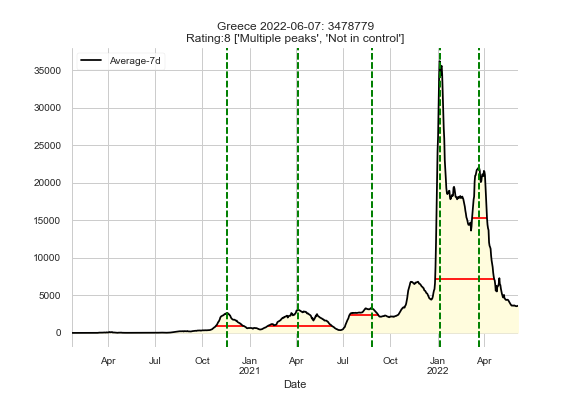 Greece 2022-06-07: 3478779
Rating:8 ['Multiple peaks', 'Not in control']
Average-7d
35000
30000
25000
20000
15000
10000
5000
0
Apr Jul Oct Jan Apr Jul Oct Jan Apr
2021 2022
Date